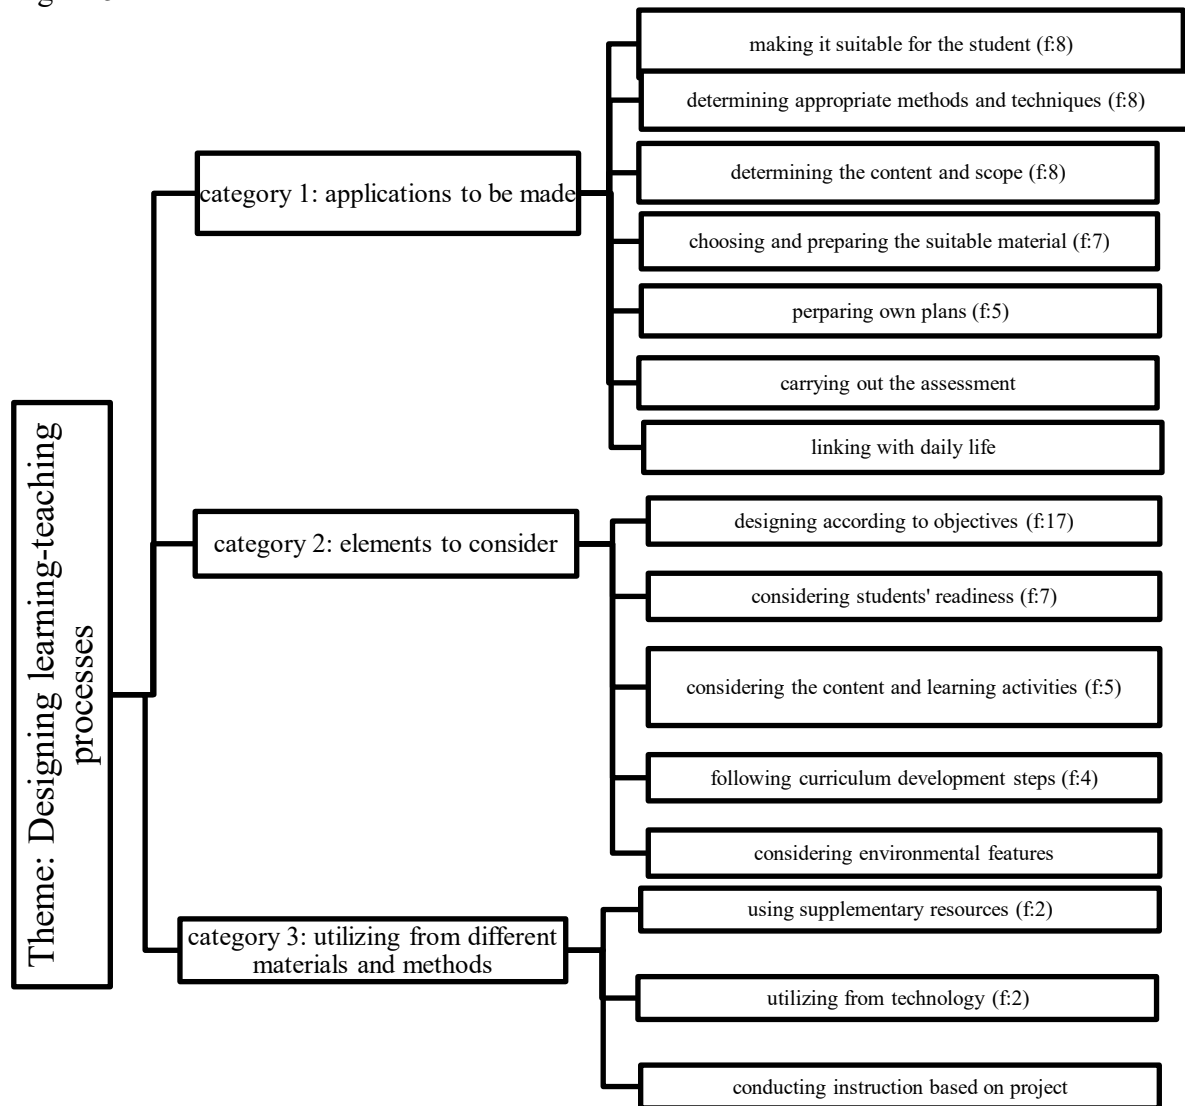 Theme: Designing learning-teaching
processes
category 1: applications to be made
making it suitable for the student (f:8)
determining appropriate methods and techniques (f:8)
determining the content and scope (f:8)
choosing and preparing the suitable material (f:7)
perparing own plans (f:5)
carrying out the assessment
linking with daily life
category 2: elements to consider
designing according to objectives (f:17)
considering students' readiness (f:7)
considering the content and learning activities (f:5)
following curriculum development steps (f:4)
considering environmental features
category 3: utilizing from different
materials and methods
using supplementary resources (f:2)
utilizing from technology (f:2)
conducting instruction based on project